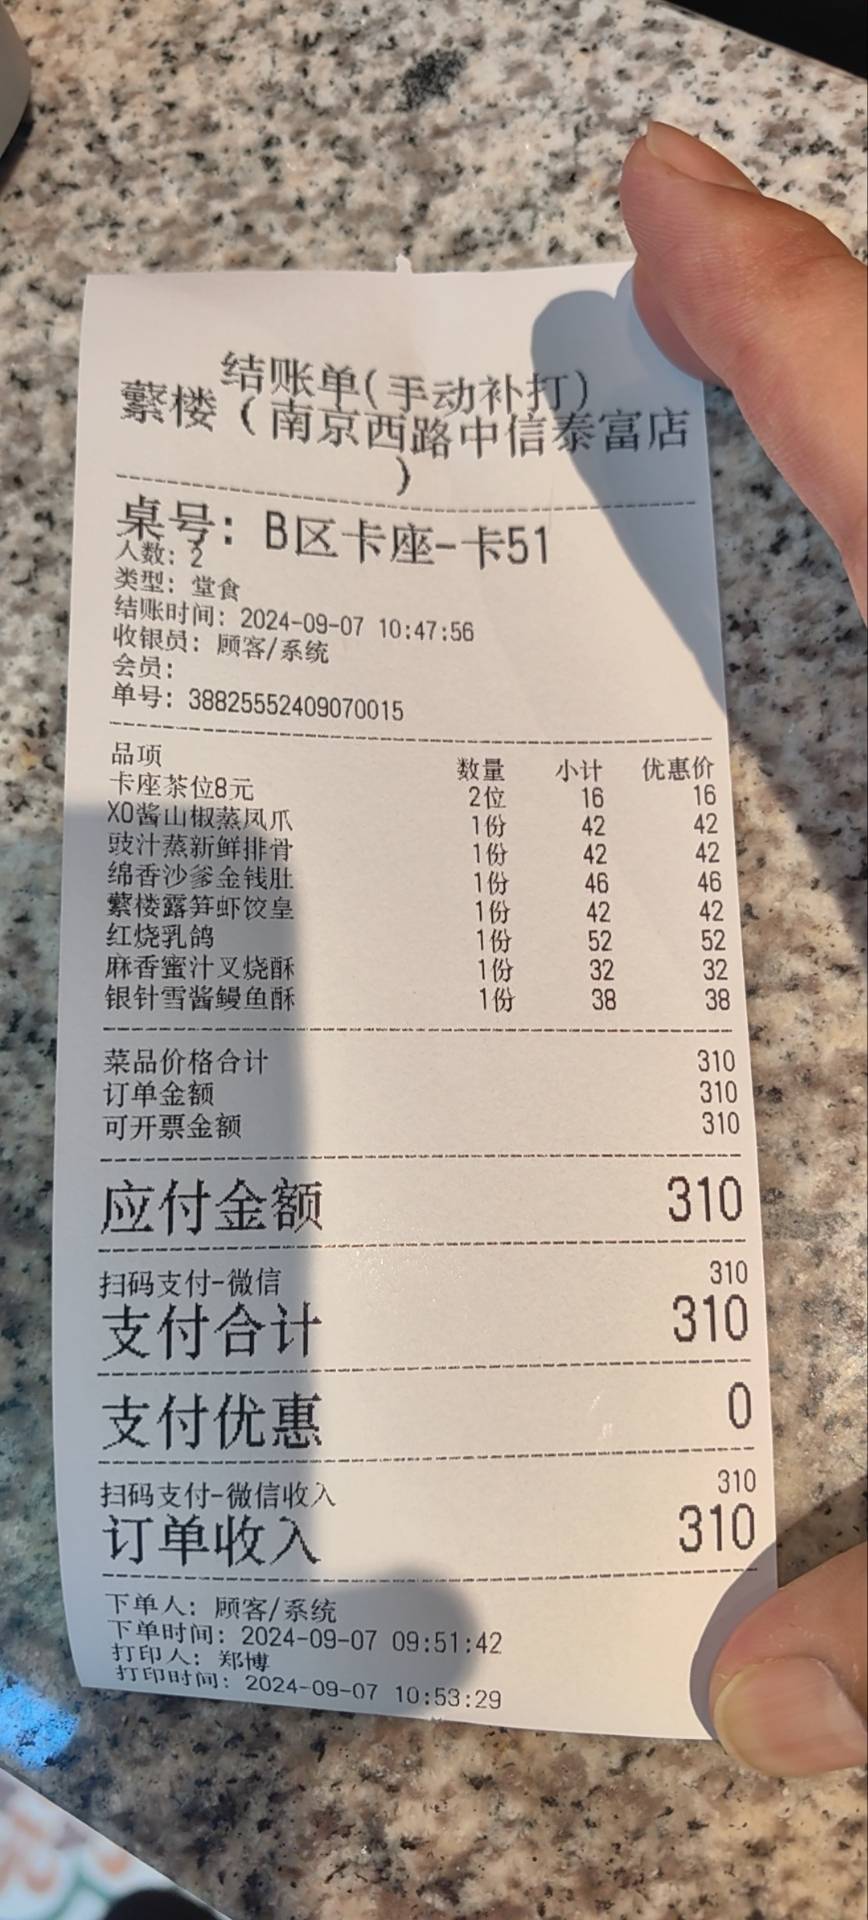 结账单(手动补打)
蘩楼（南京西路中信泰富店
）
桌号：B区卡座-卡51
人数：2
类型：堂食
结账时间：2024-09-07 10:47:56
收银员：顾客/系统
会员：
单号：388255552409070015
品项 数量 小计 优惠价
卡座茶位8元 2位 16 16
XO酱山椒蒸凤爪 1份 42 42
豉汁蒸新鲜排骨 1份 42 42
绵香沙爹金钱肚 1份 46 46
蘩楼露笋虾饺皇 1份 42 42
红烧乳鸽 1份 52 52
麻香蜜汁叉烧酥 1份 32 32
银针雪酱鳗鱼酥 1份 38 38
菜品价格合计 310
订单金额 310
可开票金额 310
应付金额 310
扫码支付-微信 310
支付合计 310
支付优惠 0
扫码支付-微信收入 310
订单收入 310
下单人：顾客/系统
下单时间：2024-09-07 09:51:42
打印人：郑博
打印时间：2024-09-07 10:53:29